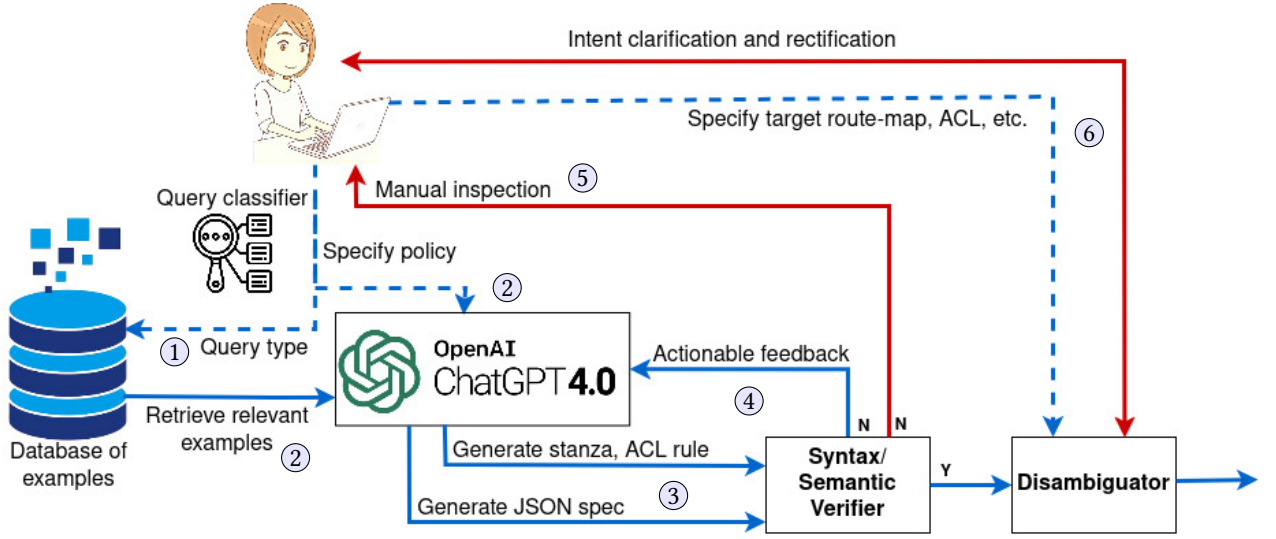 Intent clarification and rectification
Specify target route-map, ACL, etc.
6
5
Manual inspection
Query classifier
Specify policy
2
1
Query type
OpenAI
ChatGPT 4.0
Actionable feedback
4
Retrieve relevant
examples
2
Database of
examples
N
N
Generate stanza, ACL rule
3
Generate JSON spec
Syntax/
Semantic
Verifier
Y
Disambiguator